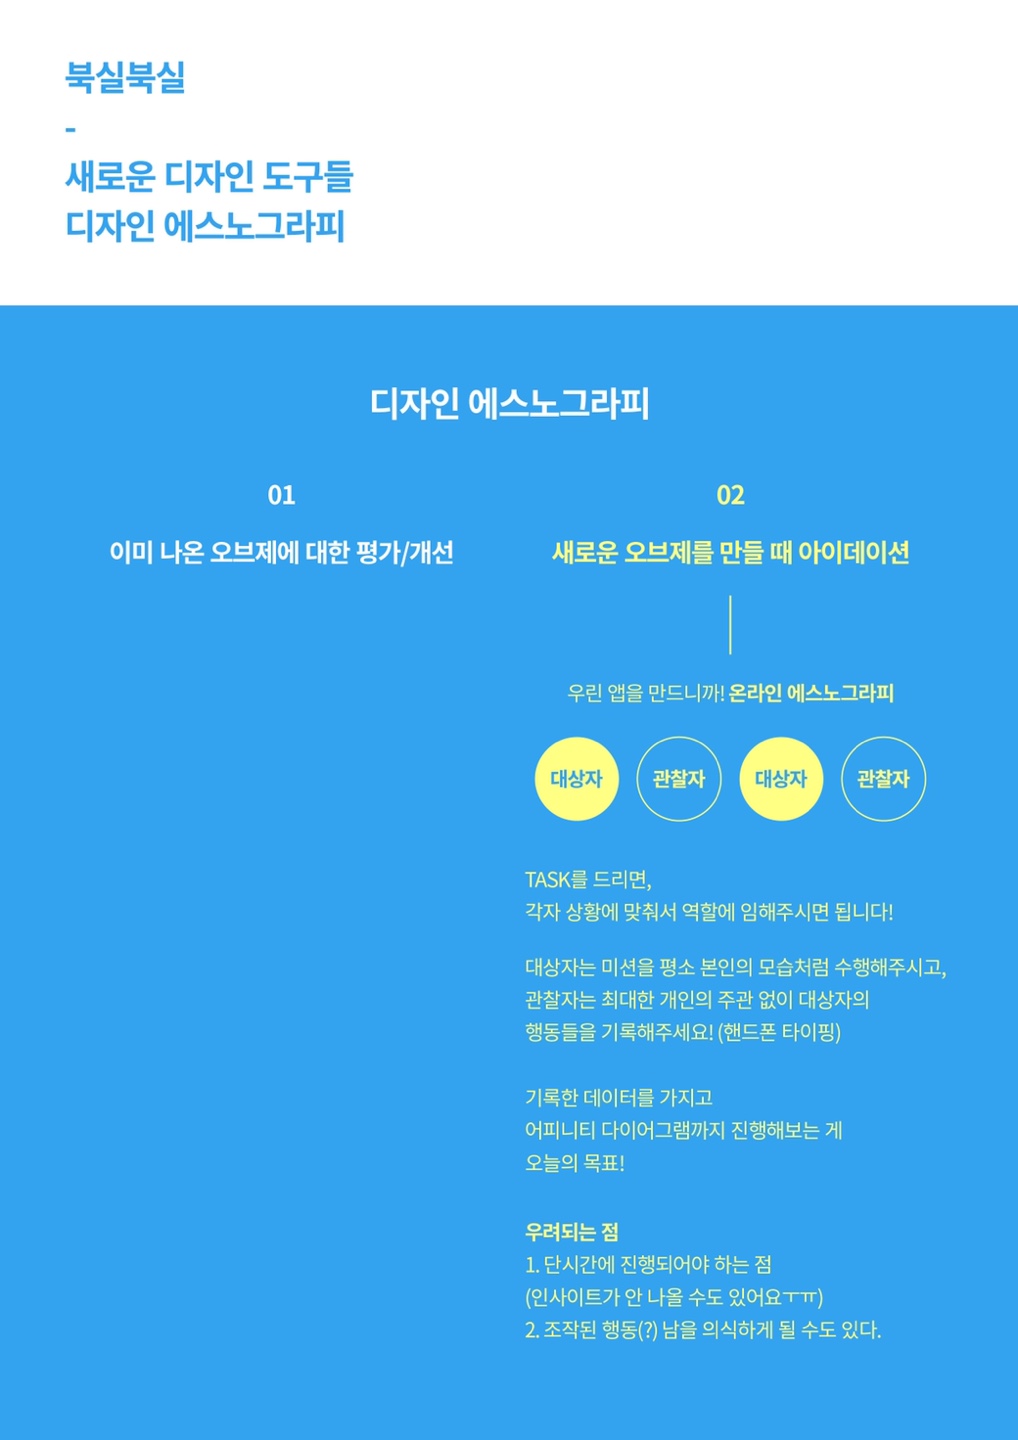 북실북실
-
새로운 디자인 도구들
디자인 에스노그라피
디자인 에스노그라피
01
이미 나온 오브제에 대한 평가/개선
02
새로운 오브제를 만들 때 아이데이션
우린 앱을 만드니까! 온라인 에스노그라피
대상자 관찰자 대상자 관찰자
TASK를 드리면,
각자 상황에 맞춰서 역할에 임해주시면 됩니다!
대상자는 미션을 평소 본인의 모습처럼 수행해주시고,
관찰자는 최대한 개인의 주관 없이 대상자의
행동들을 기록해주세요! (핸드폰 타이핑)
기록한 데이터를 가지고
어피니티 다이어그램까지 진행해보는 게
오늘의 목표!
우려되는 점
1. 단시간에 진행되어야 하는 점
(인사이트가 안 나올 수도 있어요ㅜㅠ)
2. 조작된 행동(?) 남을 의식하게 될 수도 있다.